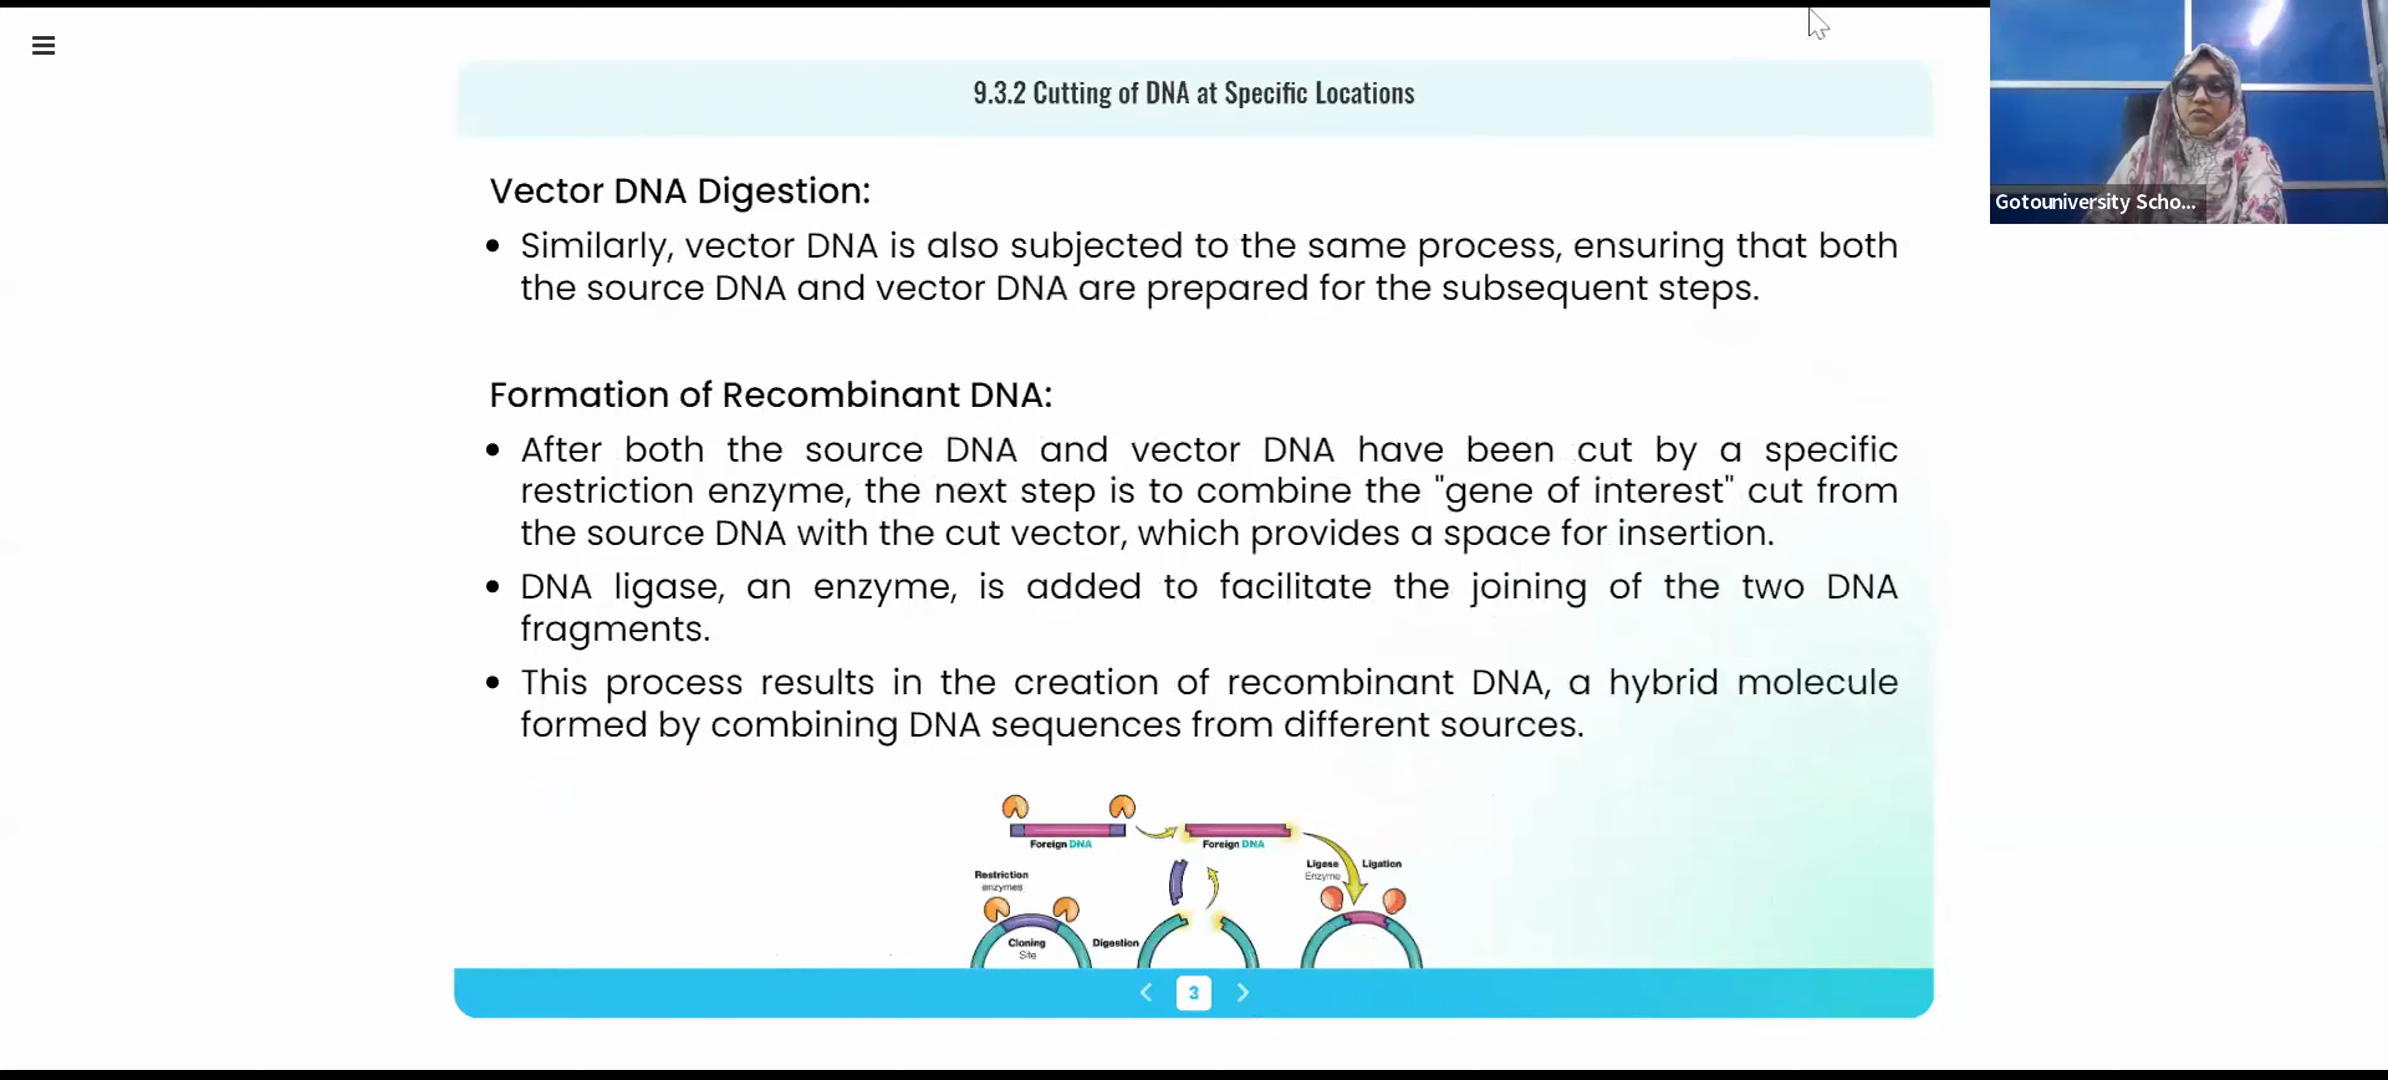 9.3.2 Cutting of DNA at Specific Locations
Gotouniversity Scho...
Vector DNA Digestion:
• Similarly, vector DNA is also subjected to the same process, ensuring that both
the source DNA and vector DNA are prepared for the subsequent steps.
Formation of Recombinant DNA:
• After both the source DNA and vector DNA have been cut by a specific
restriction enzyme, the next step is to combine the "gene of interest" cut from
the source DNA with the cut vector, which provides a space for insertion.
• DNA ligase, an enzyme, is added to facilitate the joining of the two DNA
fragments.
• This process results in the creation of recombinant DNA, a hybrid molecule
formed by combining DNA sequences from different sources.
Foreign DNA
Foreign DNA
Restriction
enzymes
Ligase
Enzyme
Ligation
Cloning
Site
Digestion
3